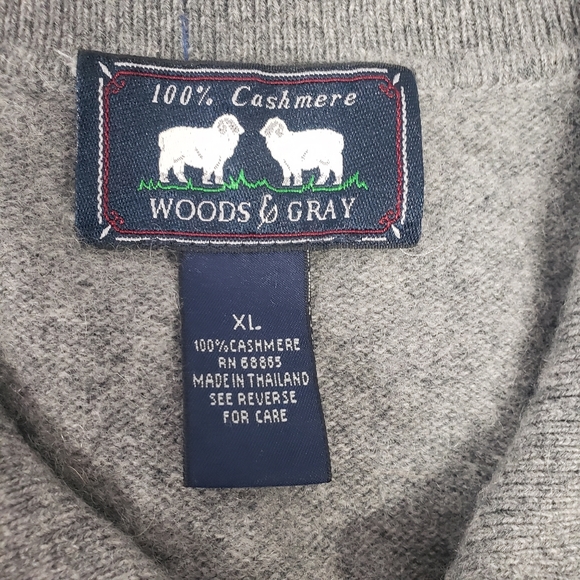 100% Cashmere
WOODS & GRAY
XL
100%CASHMERE
RN 68865
MADE IN THAILAND
SEE REVERSE
FOR CARE